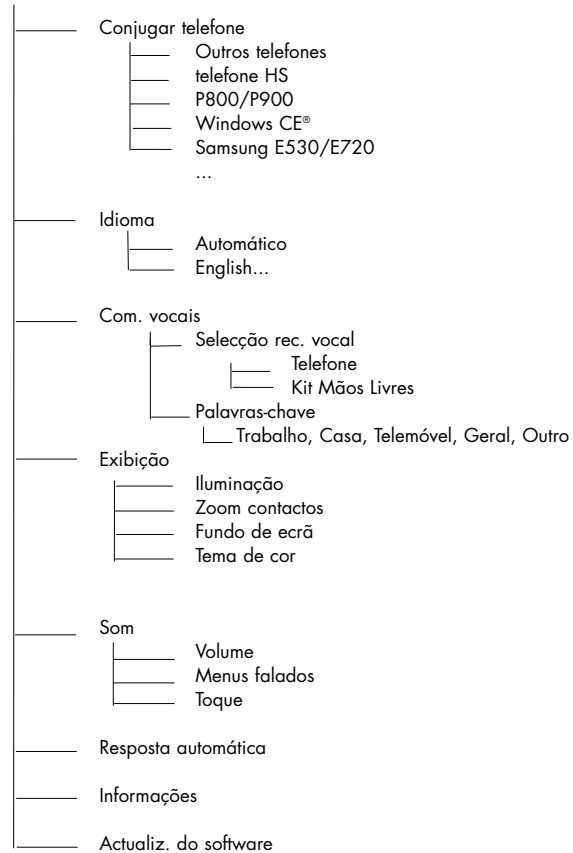 Conjugar telefone
Outros telefones
telefone HS
P800/P900
Windows CE®
Samsung E530/E720
...
Idioma
Automático
English...
Com. vocais
Selecção rec. vocal
Telefone
Kit Mãos Livres
Palavras-chave
Trabalho, Casa, Telemóvel, Geral, Outro
Exibição
Iluminação
Zoom contactos
Fundo de ecrã
Tema de cor
Som
Volume
Menus falados
Toque
Resposta automática
Informações
Actualiz. do software